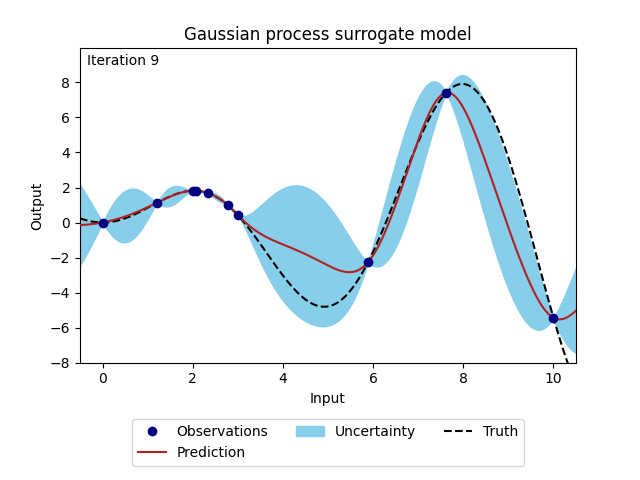 Gaussian process surrogate model
Iteration 9
Output
8
6
4
2
0
−2
−4
−6
−8
0 2 4 6 8 10
Input
Observations Uncertainty Truth
Prediction